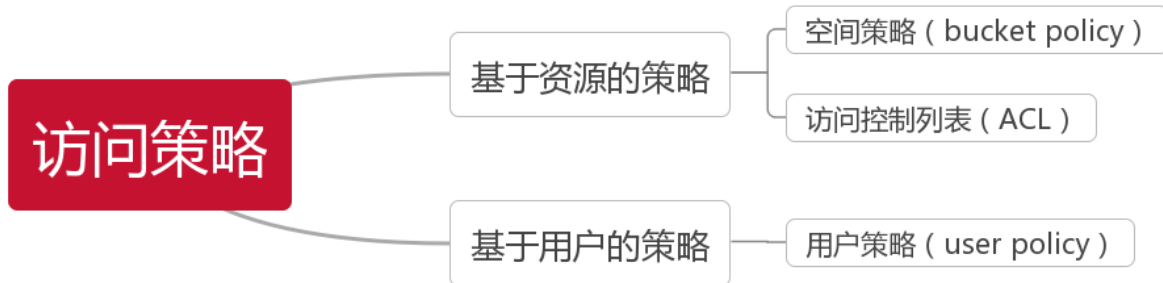 访问策略
基于资源的策略
空间策略（bucket policy）
访问控制列表（ACL）
基于用户的策略
用户策略（user policy）